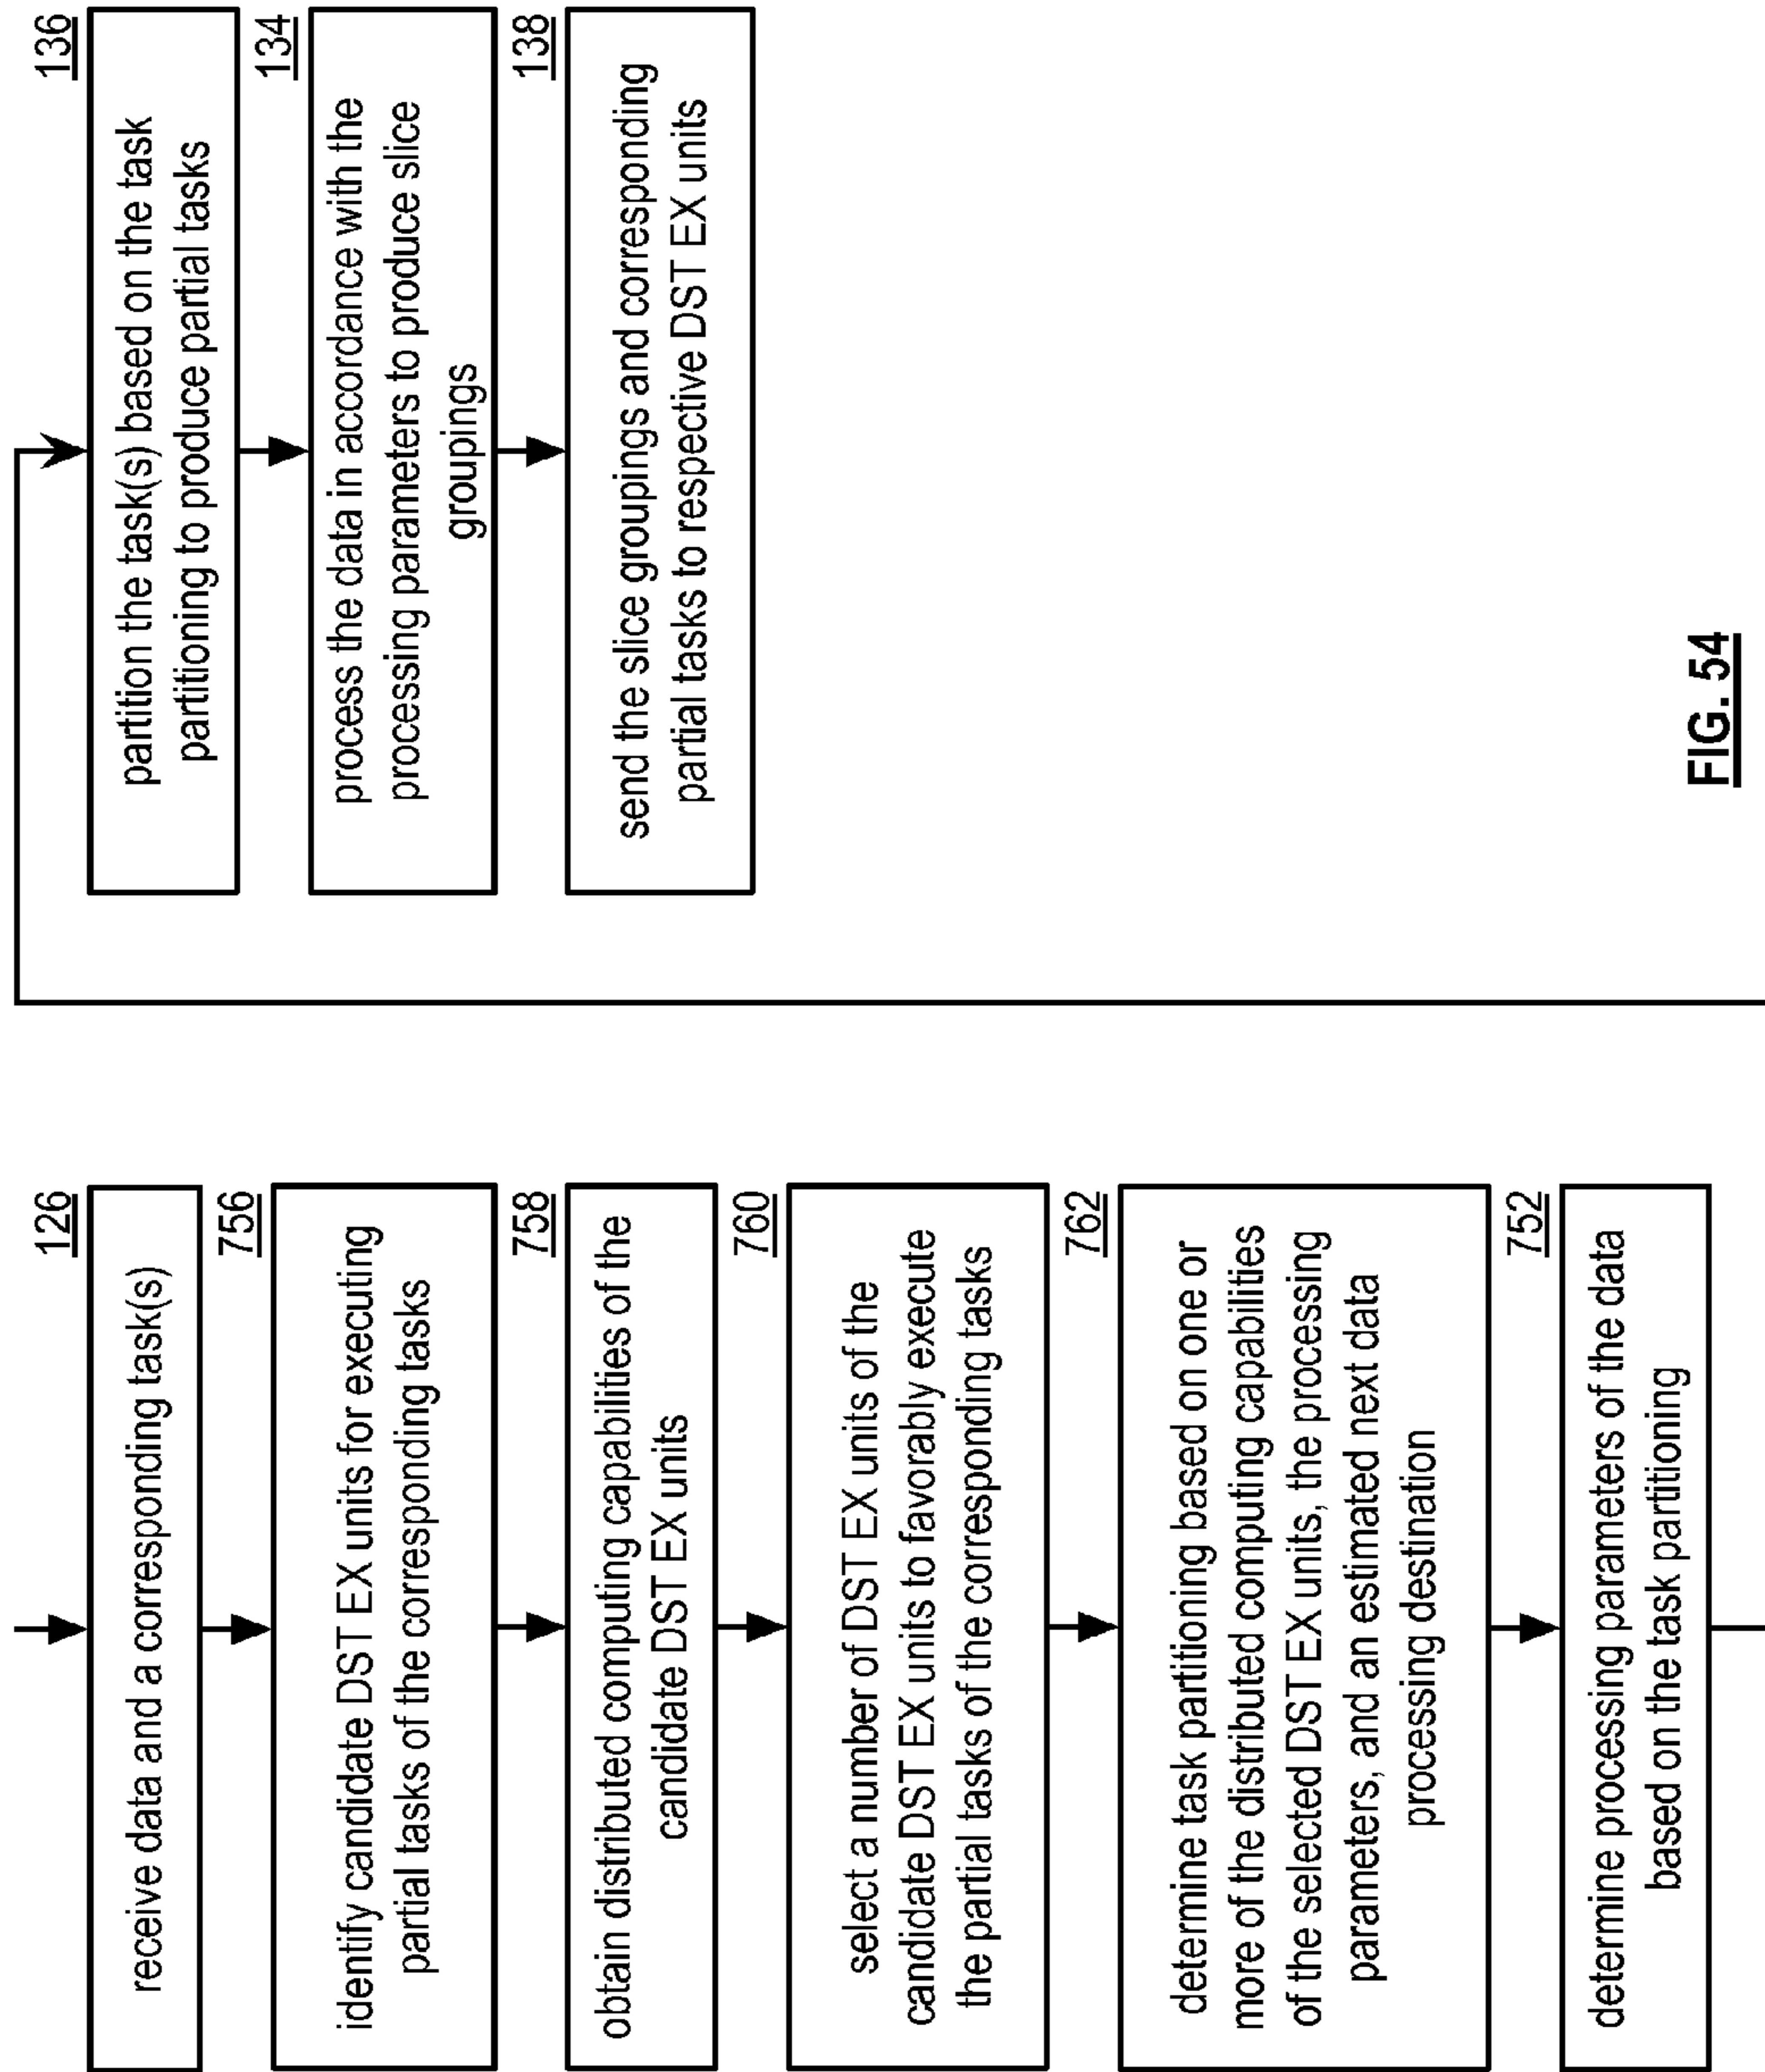 126
receive data and a corresponding task(s)
756
identify candidate DST EX units for executing
partial tasks of the corresponding tasks
758
obtain distributed computing capabilities of the
candidate DST EX units
760
select a number of DST EX units of the
candidate DST EX units to favorably execute
the partial tasks of the corresponding tasks
762
determine task partitioning based on one or
more of the distributed computing capabilities
of the selected DST EX units, the processing
parameters, and an estimated next data
processing destination
752
determine processing parameters of the data
based on the task partitioning
136
partition the task(s) based on the task
partitioning to produce partial tasks
134
process the data in accordance with the
processing parameters to produce slice
groupings
138
send the slice groupings and corresponding
partial tasks to respective DST EX units
FIG. 54